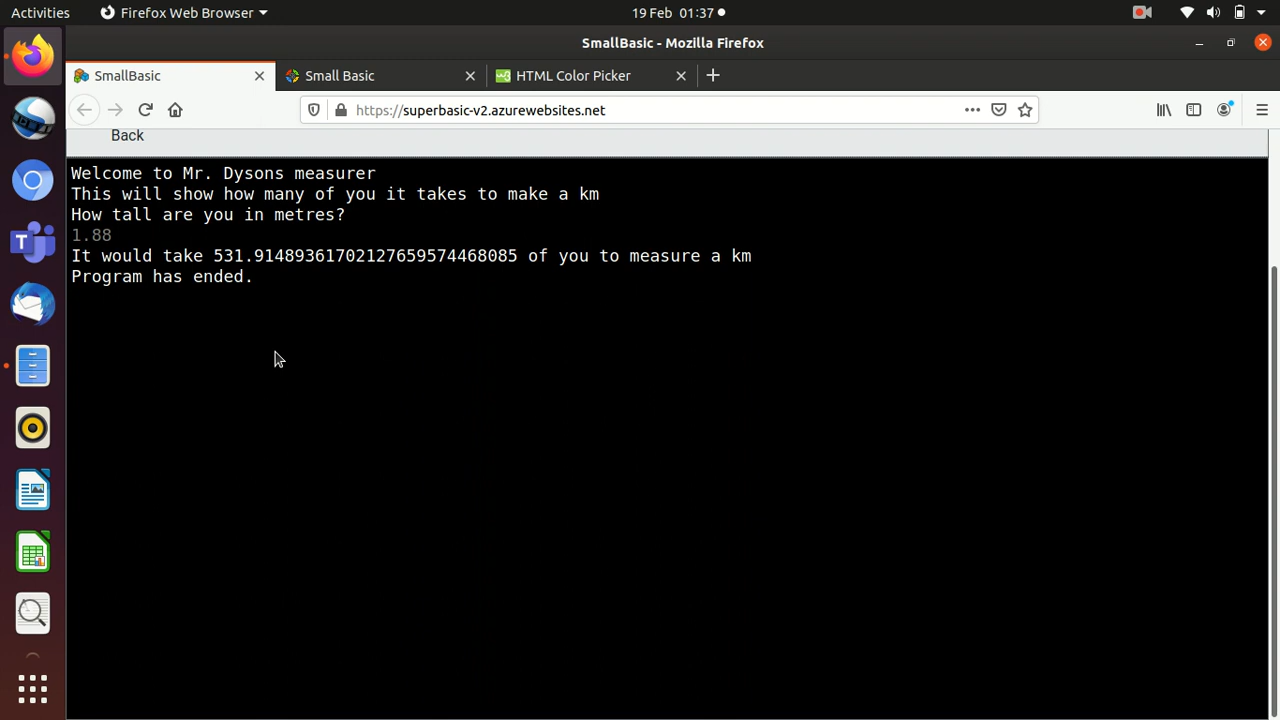 Activities
Firefox Web Browser
19 Feb 01:37
SmallBasic - Mozilla Firefox
SmallBasic
Small Basic
HTML Color Picker
https://superbasic-v2.azurewebsites.net
Back
Welcome to Mr. Dysons measurer
This will show how many of you it takes to make a km
How tall are you in metres?
1.88
It would take 531.914893617021276595744680​85 of you to measure a km
Program has ended.